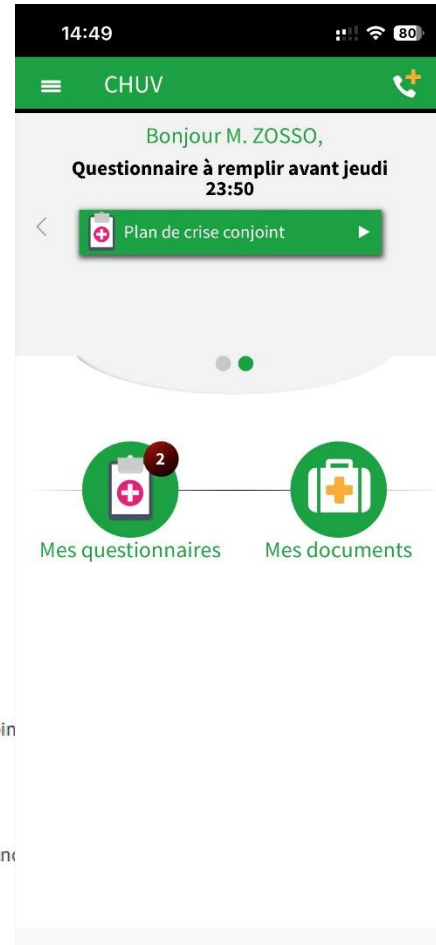 14:49
80
CHUV
Bonjour M. ZOSSO,
Questionnaire à remplir avant jeudi
23:50
Plan de crise conjoint
2
Mes questionnaires
Mes documents